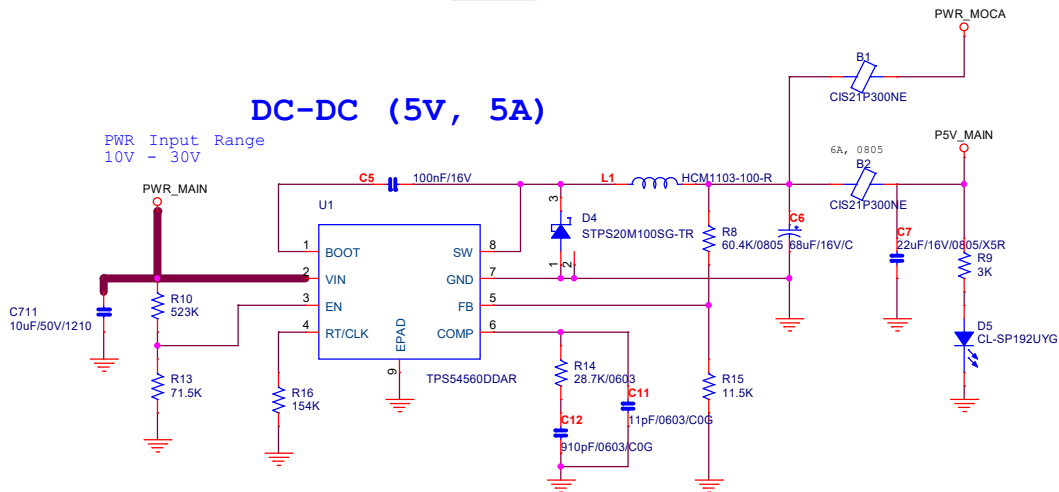 PWR_MOCA
B1
CIS21P300NE
DC-DC (5V, 5A)
PWR Input Range
10V - 30V
P5V_MAIN
6A, 0805
B2
CIS21P300NE
PWR_MAIN
C5
100nF/16V
L1
HCM1103-100-R
U1
3
D4
STPS20M100SG-TR
1
2
R8
60.4K/0805
C6
68uF/16V/C
C7
22uF/16V/0805/X5R
R9
3K
1
BOOT
SW
8
2
VIN
GND
7
3
EN
FB
5
4
RT/CLK
COMP
6
EPAD
9
TPS54560DDAR
C711
10uF/50V/1210
R10
523K
R13
71.5K
R16
154K
R14
28.7K/0603
C11
11pF/0603/C0G
C12
910pF/0603/C0G
R15
11.5K
D5
CL-SP192UYG